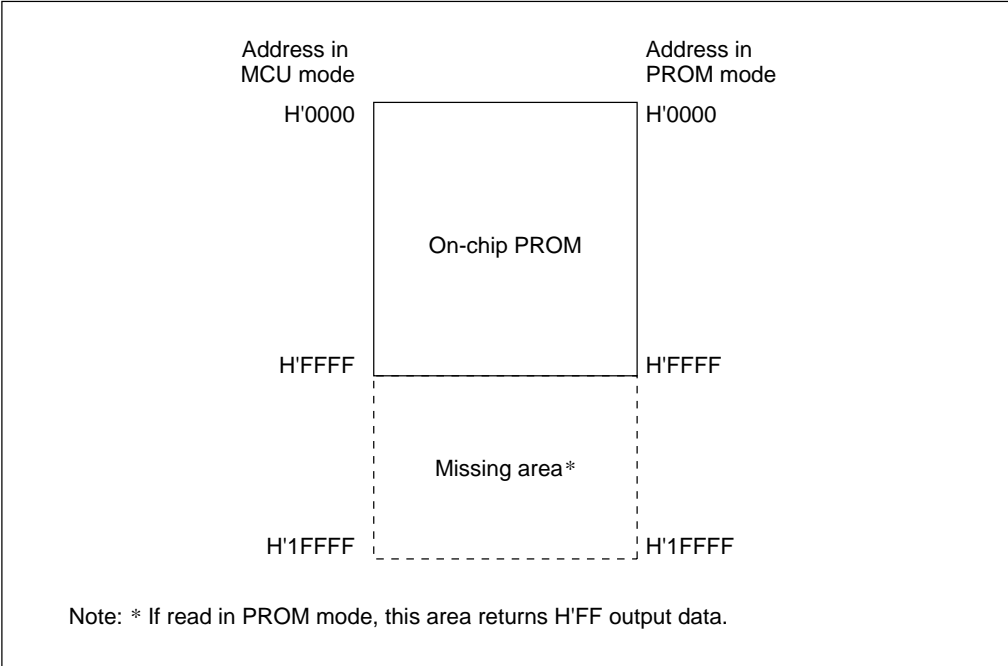 Address in
MCU mode
Address in
PROM mode
H'0000
H'0000
On-chip PROM
H'FFFF
H'FFFF
Missing area*
H'1FFFF
H'1FFFF
Note: * If read in PROM mode, this area returns H'FF output data.